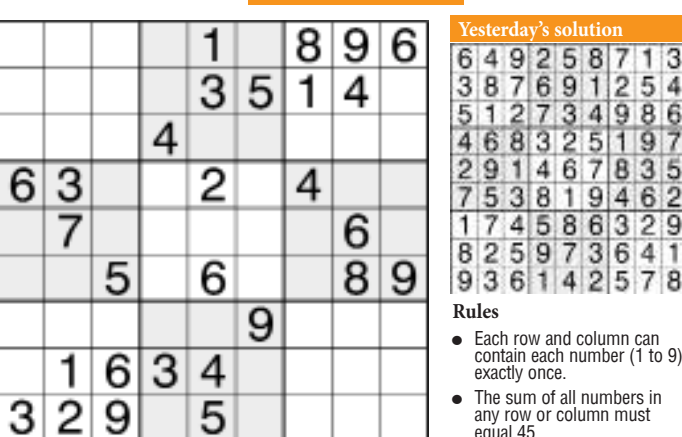 1 8 9 6
3 5 1 4
4
6 3 2 4
7 6
5 6 8 9
9
1 6 3 4
3 2 9 5
Yesterday's solution
6 4 9 2 5 8 7 1 3
3 8 7 6 9 1 2 5 4
5 1 2 7 3 4 9 8 6
4 6 8 3 2 5 1 9 7
2 9 1 4 6 7 8 3 5
7 5 3 8 1 9 4 6 2
1 7 4 5 8 6 3 2 9
8 2 5 9 7 3 6 4 1
9 3 6 1 4 2 5 7 8
Rules
● Each row and column can
contain each number (1 to 9)
exactly once.
● The sum of all numbers in
any row or column must
equal 45